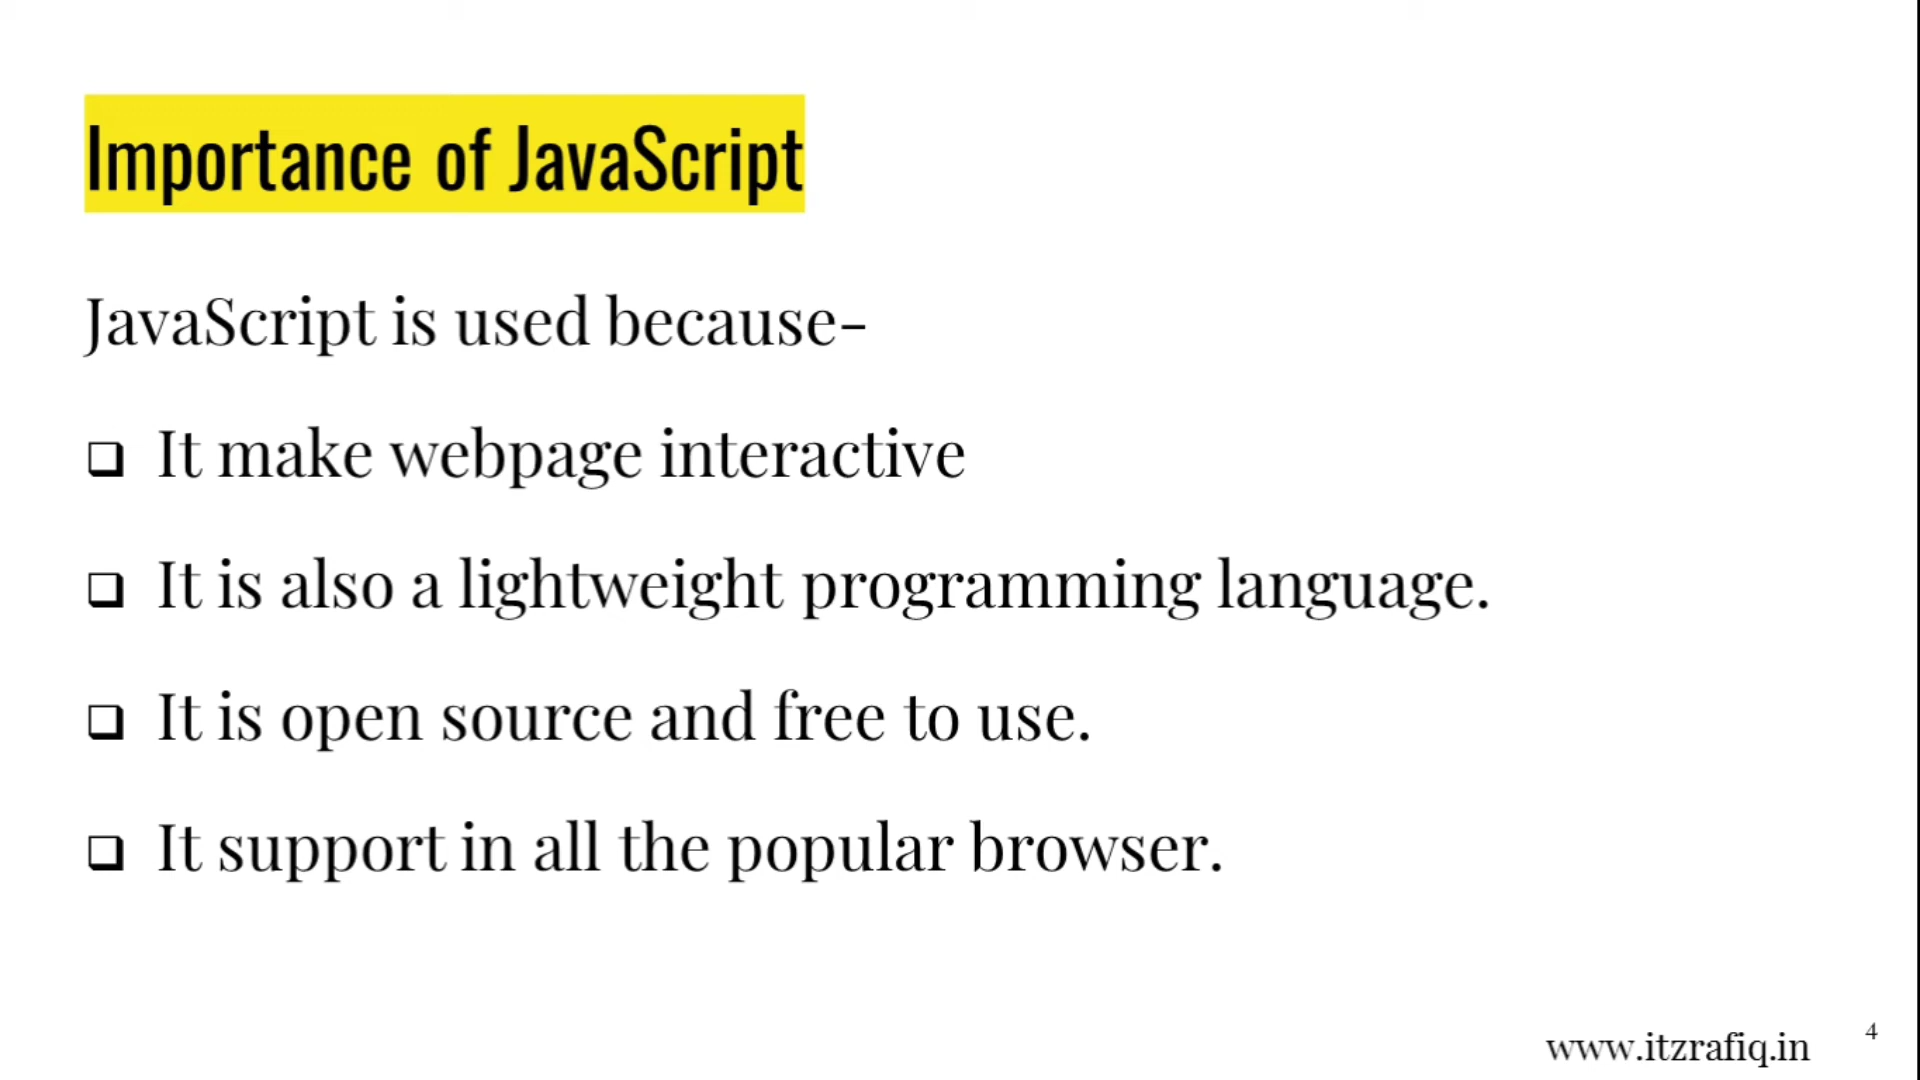 Importance of JavaScript
JavaScript is used because-
❑ It make webpage interactive
❑ It is also a lightweight programming language.
❑ It is open source and free to use.
❑ It support in all the popular browser.
www.itzrafiq.in
4